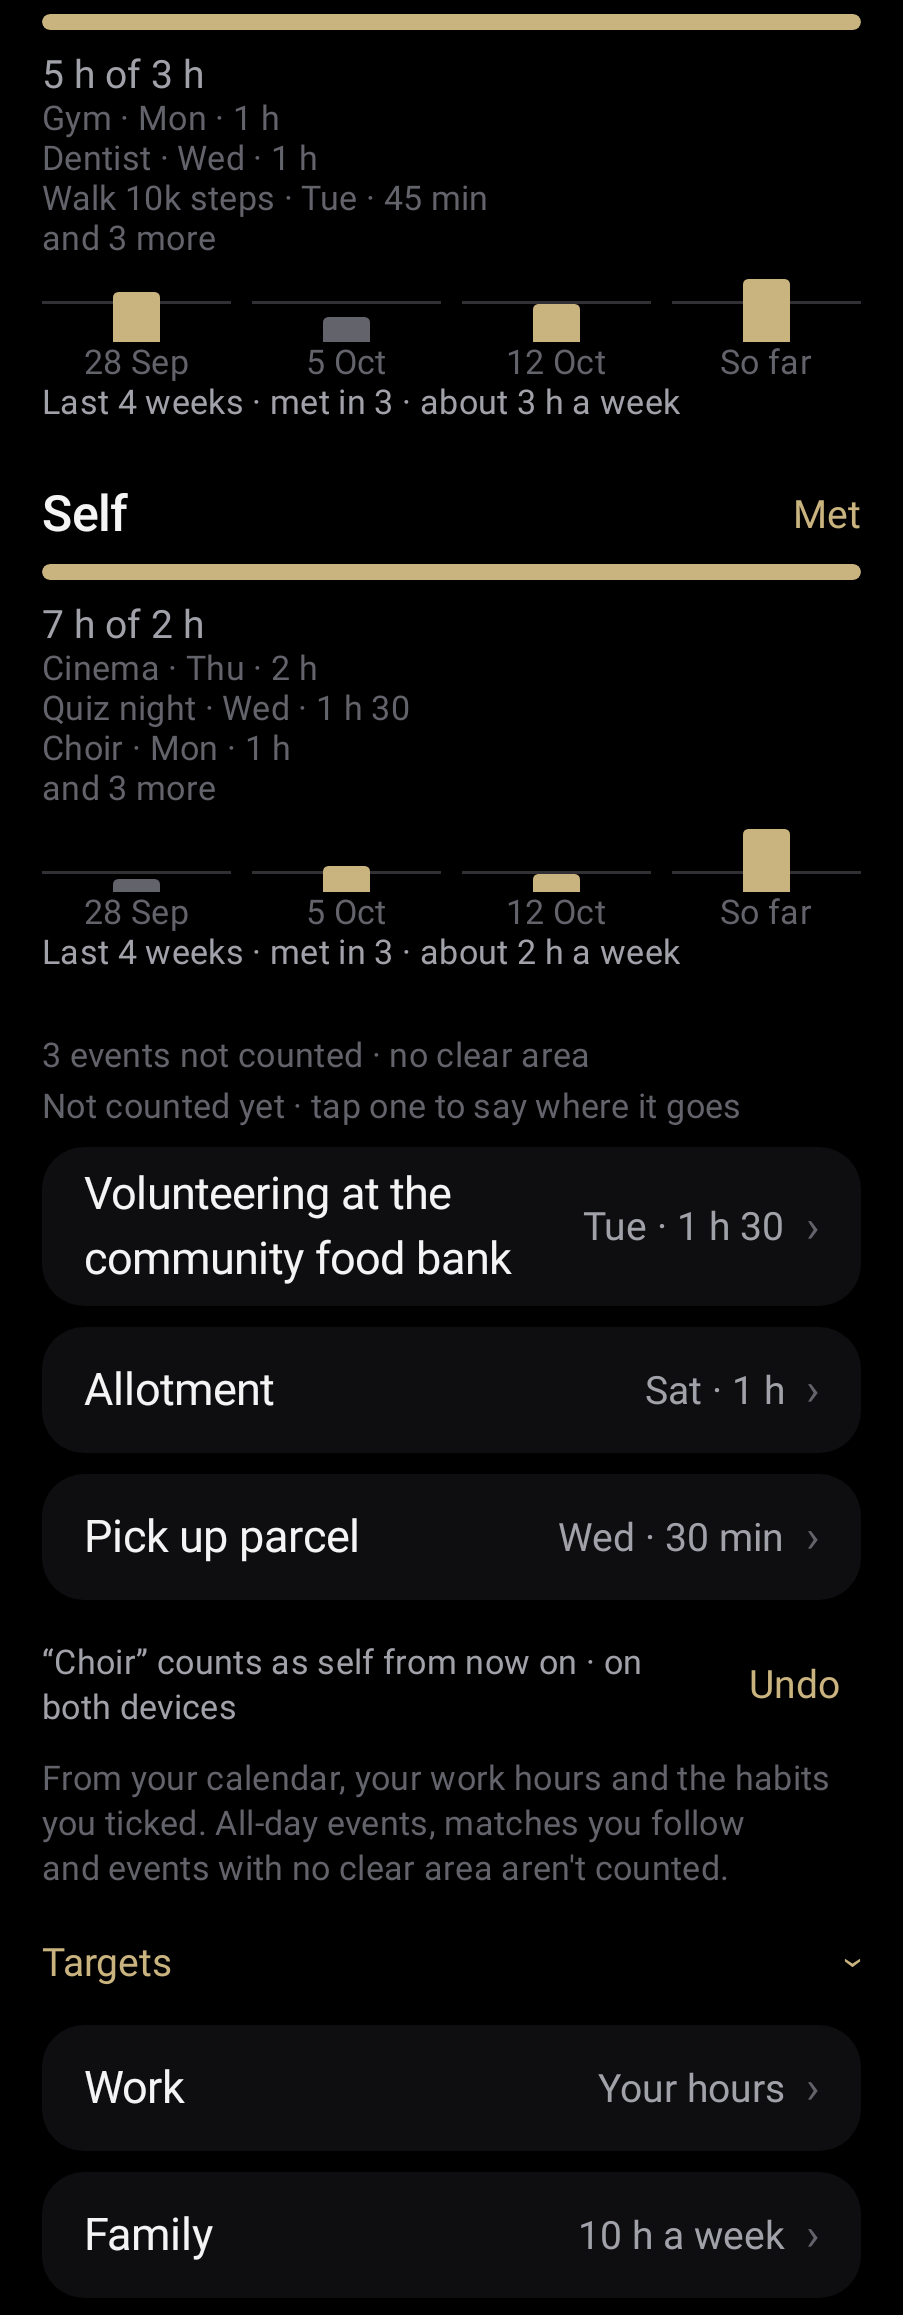 5 h of 3 h
Gym · Mon · 1 h
Dentist · Wed · 1 h
Walk 10k steps · Tue · 45 min
and 3 more
28 Sep 5 Oct 12 Oct So far
Last 4 weeks · met in 3 · about 3 h a week
Self Met
7 h of 2 h
Cinema · Thu · 2 h
Quiz night · Wed · 1 h 30
Choir · Mon · 1 h
and 3 more
28 Sep 5 Oct 12 Oct So far
Last 4 weeks · met in 3 · about 2 h a week
3 events not counted · no clear area
Not counted yet · tap one to say where it goes
Volunteering at the
community food bank Tue · 1 h 30 ›
Allotment Sat · 1 h ›
Pick up parcel Wed · 30 min ›
“Choir” counts as self from now on · on
both devices Undo
From your calendar, your work hours and the habits
you ticked. All-day events, matches you follow
and events with no clear area aren't counted.
Targets
Work Your hours ›
Family 10 h a week ›